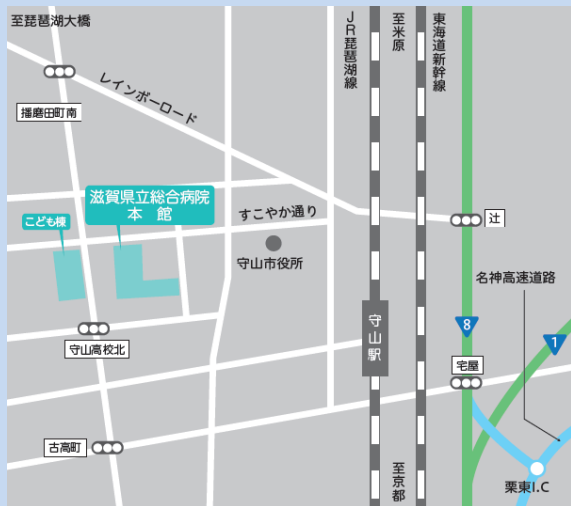 至琵琶湖大橋
JR琵琶湖線
至米原
東海道新幹線
レインボーロード
播磨田町南
滋賀県立総合病院
本館
こども棟
すこやか通り
辻
守山市役所
名神高速道路
8
守山駅
1
守山高校北
宅屋
古高町
至京都
栗東I.C